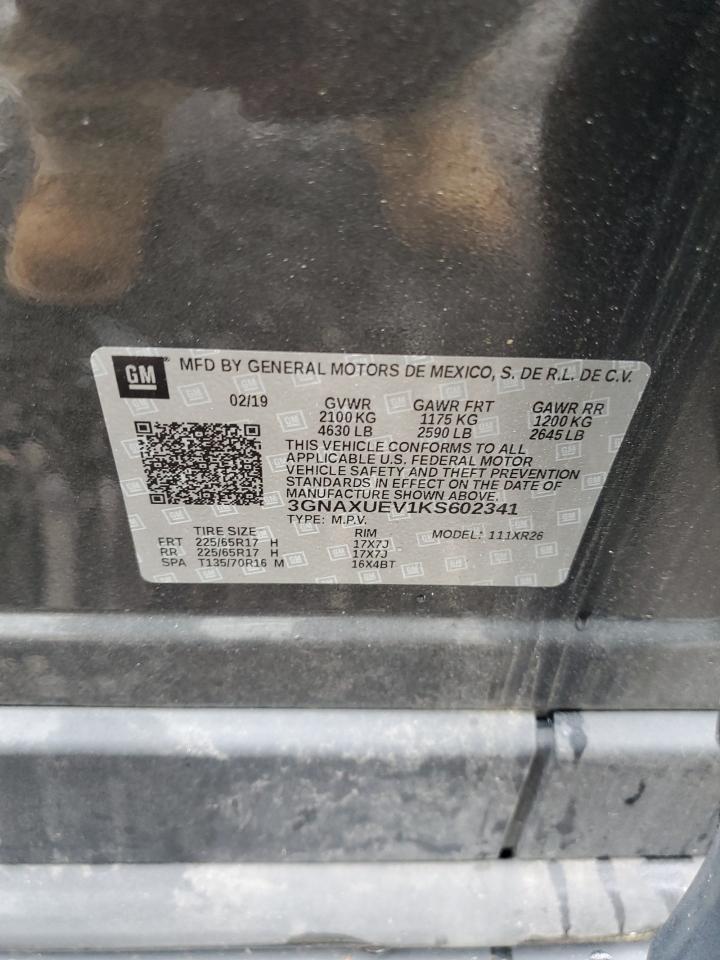 GM MFD BY GENERAL MOTORS DE MEXICO, S. DE R.L. DE C.V.
02/19 GVWR GAWR FRT GAWR RR
2100 KG 1175 KG 1200 KG
4630 LB 2590 LB 2645 LB
THIS VEHICLE CONFORMS TO ALL
APPLICABLE U.S. FEDERAL MOTOR
VEHICLE SAFETY AND THEFT PREVENTION
STANDARDS IN EFFECT ON THE DATE OF
MANUFACTURE SHOWN ABOVE.
3GNAXUEV1KS602341
TYPE: M.P.V. MODEL: 111XR26
TIRE SIZE RIM
FRT 225/65R17 H 17X7J
RR 225/65R17 H 17X7J
SPA T135/70R16 M 16X4BT